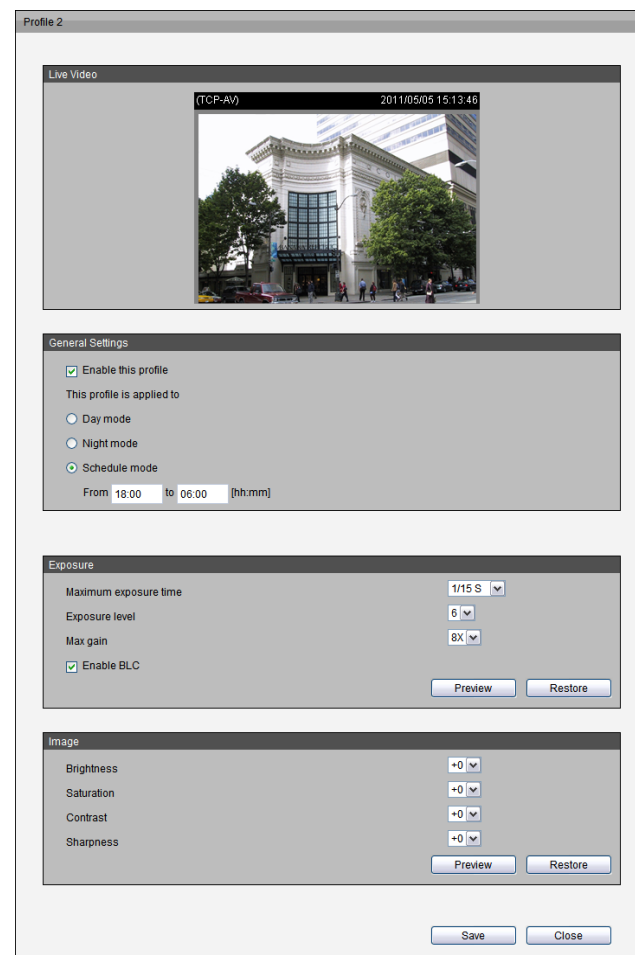 Profile 2
Live Video
(TCP-AV) 2011/05/05 15:13:46
General Settings
Enable this profile
This profile is applied to
Day mode
Night mode
Schedule mode
From 18:00 to 06:00 [hh:mm]
Exposure
Maximum exposure time 1/15 S
Exposure level 6
Max gain 8X
Enable BLC
Preview Restore
Image
Brightness +0
Saturation +0
Contrast +0
Sharpness +0
Preview Restore
Save Close